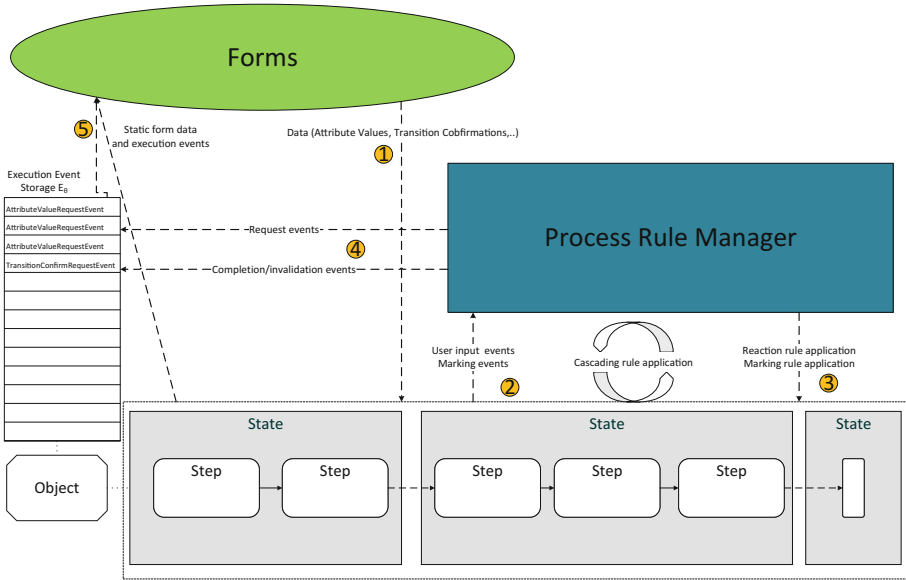 Forms
5
Static form data
and execution events
Data (Attribute Values, Transition Cobfirmations,..)
1
Execution Event
Storage Eθ
AttributeValueRequestEvent
AttributeValueRequestEvent
AttributeValueRequestEvent
TransitionConfirmRequestEvent
Request events
4
Completion/invalidation events
Process Rule Manager
User input events
Marking events
2
Cascading rule application
Reaction rule application
Marking rule application
3
State
State
State
Step
Step
Step
Step
Step
Object